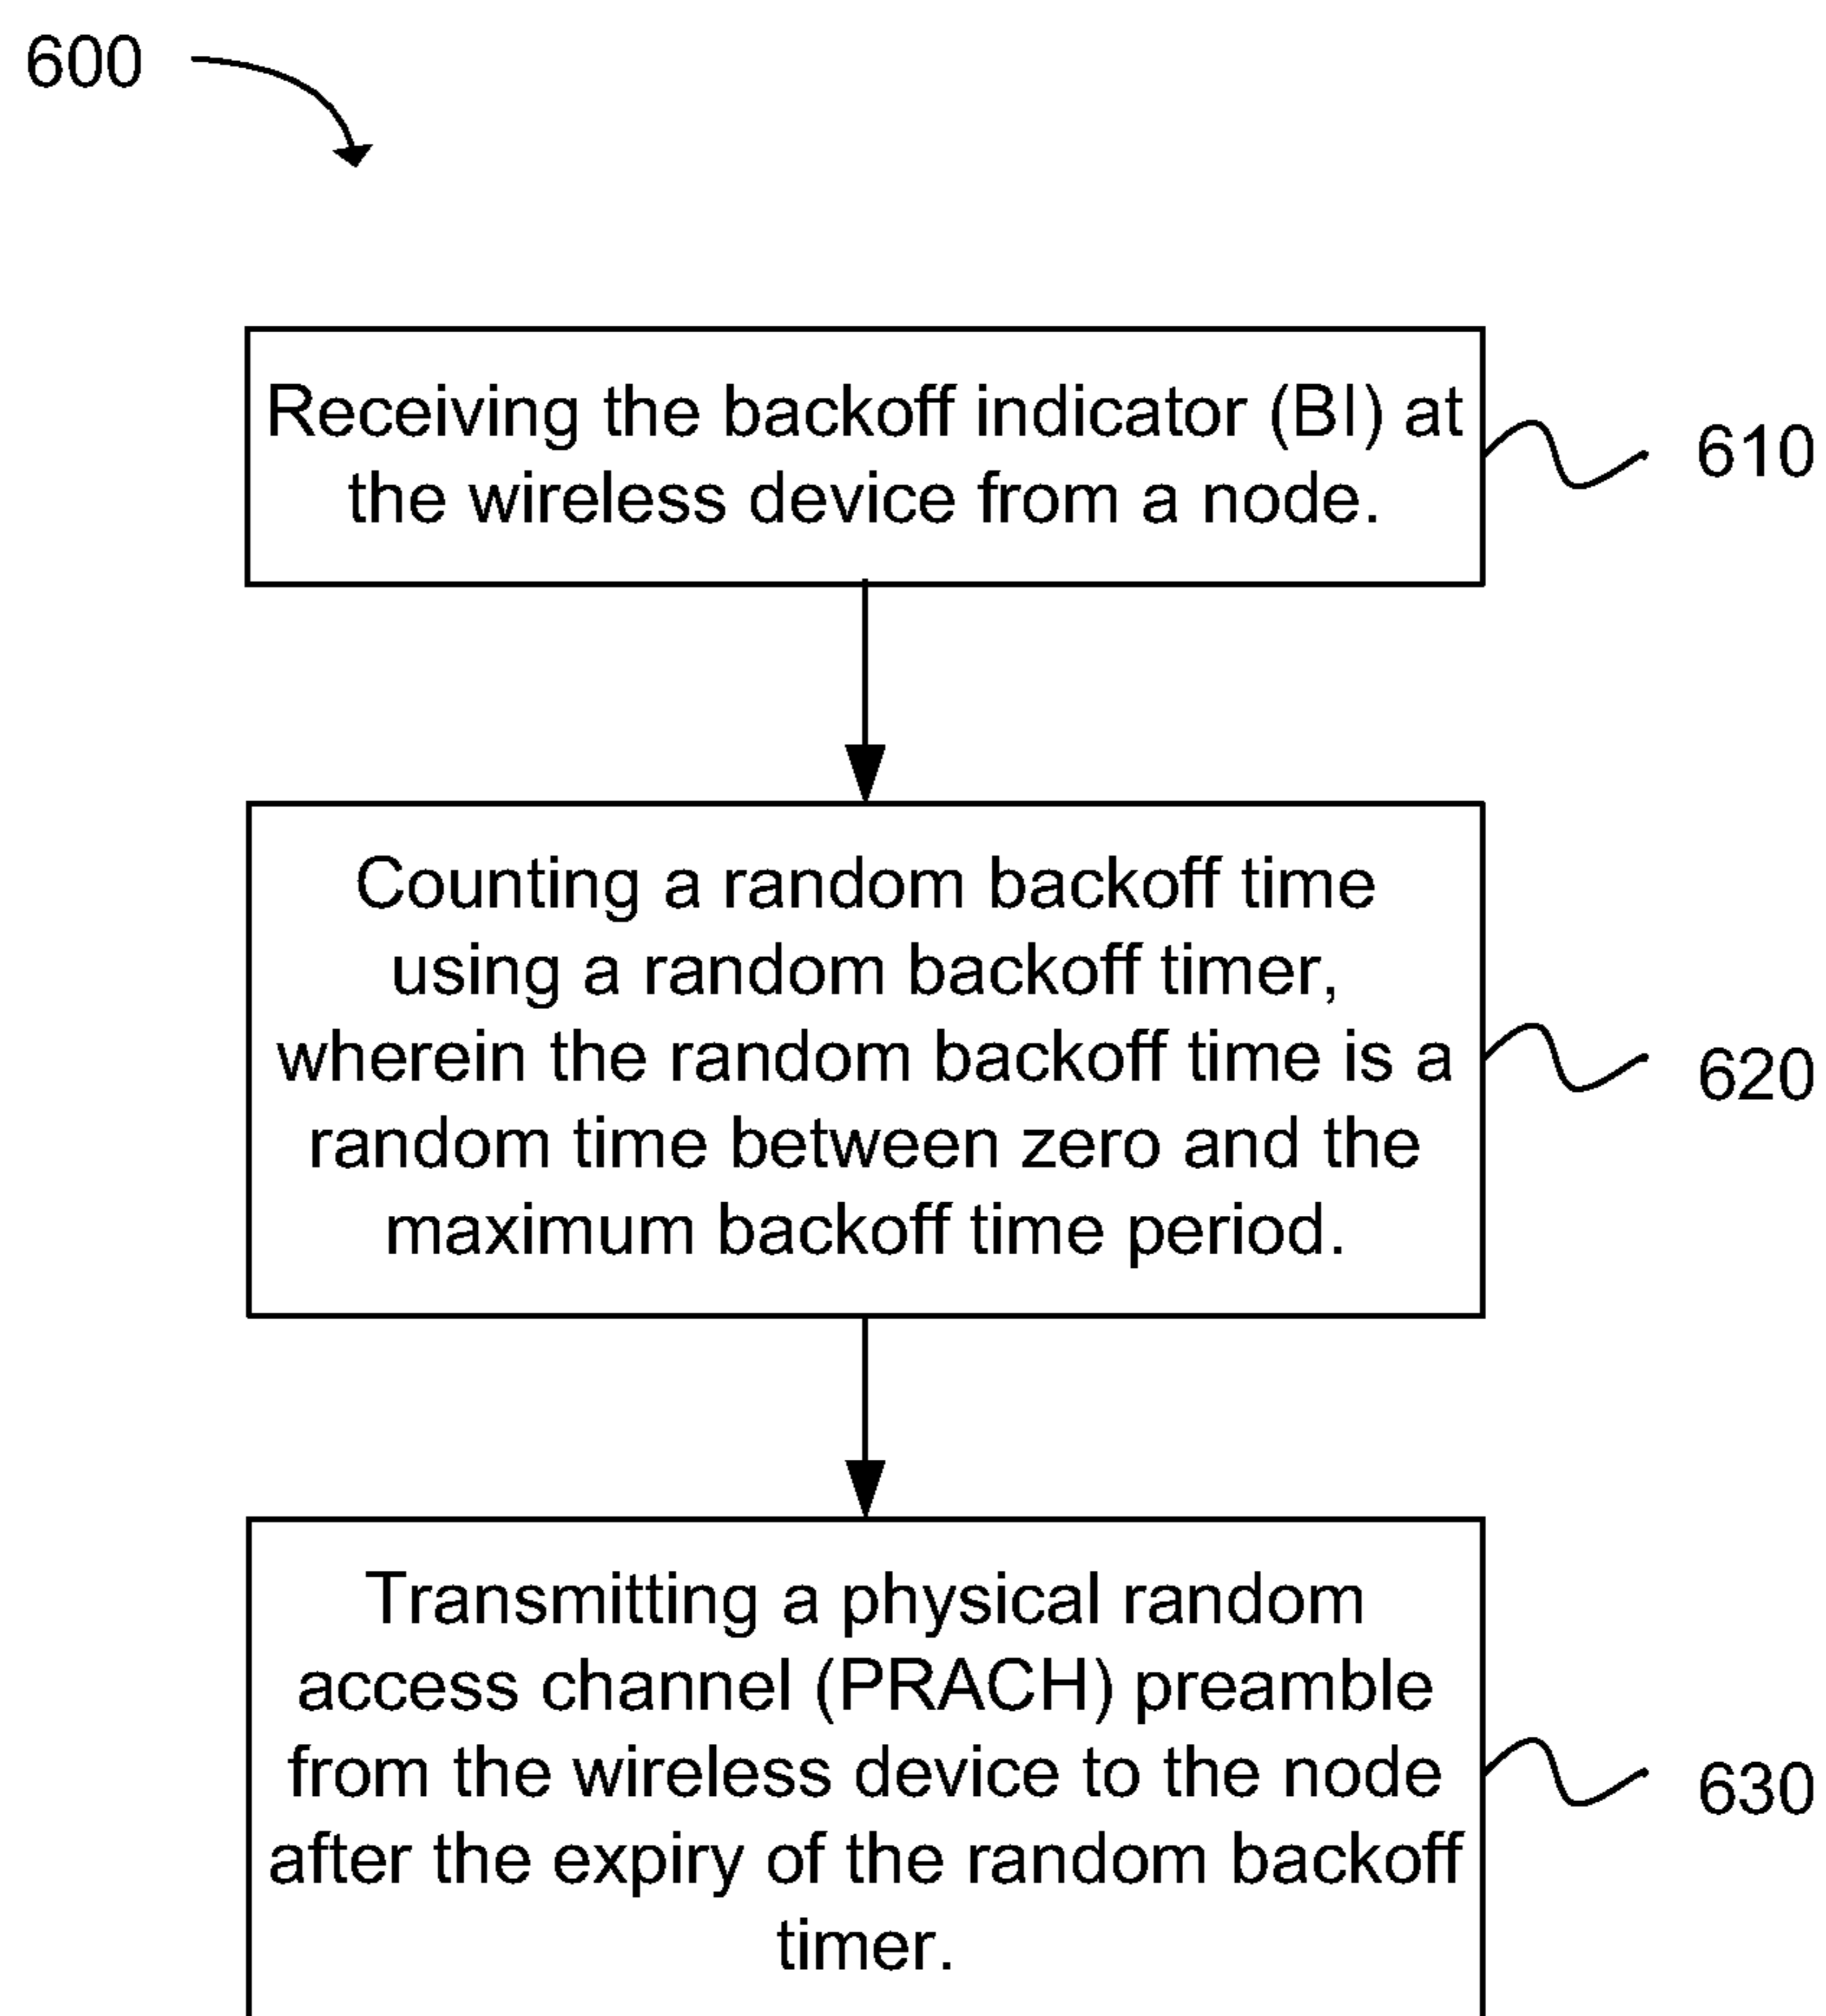 600
Receiving the backoff indicator (BI) at
the wireless device from a node.
610
Counting a random backoff time
using a random backoff timer,
wherein the random backoff time is a
random time between zero and the
maximum backoff time period.
620
Transmitting a physical random
access channel (PRACH) preamble
from the wireless device to the node
after the expiry of the random backoff
timer.
630